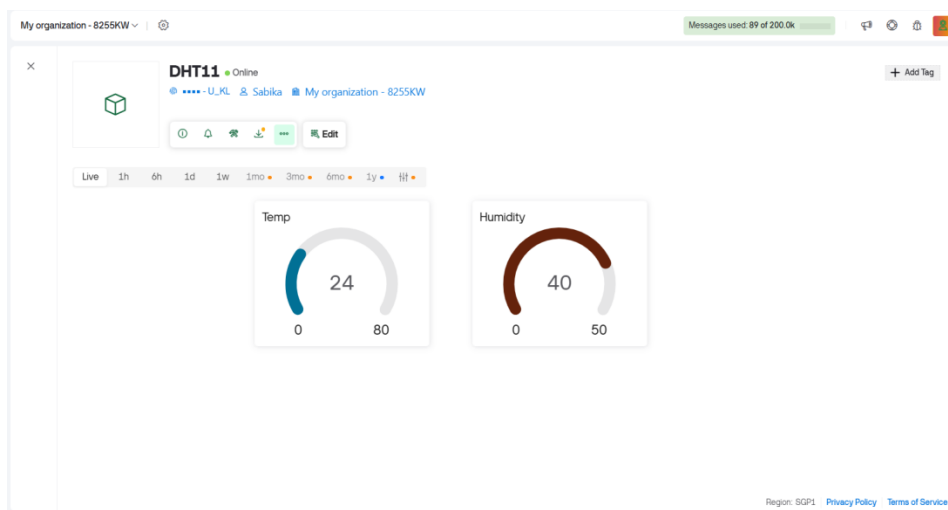 My organization - 8255KW
Messages used: 89 of 200.0k
DHT11 Online
- U_KL Sabika My organization - 8255KW
+ Add Tag
Edit
Live 1h 6h 1d 1w 1mo 3mo 6mo 1y
Temp
24
0 80
Humidity
40
0 50
Region: SGP1 Privacy Policy Terms of Service